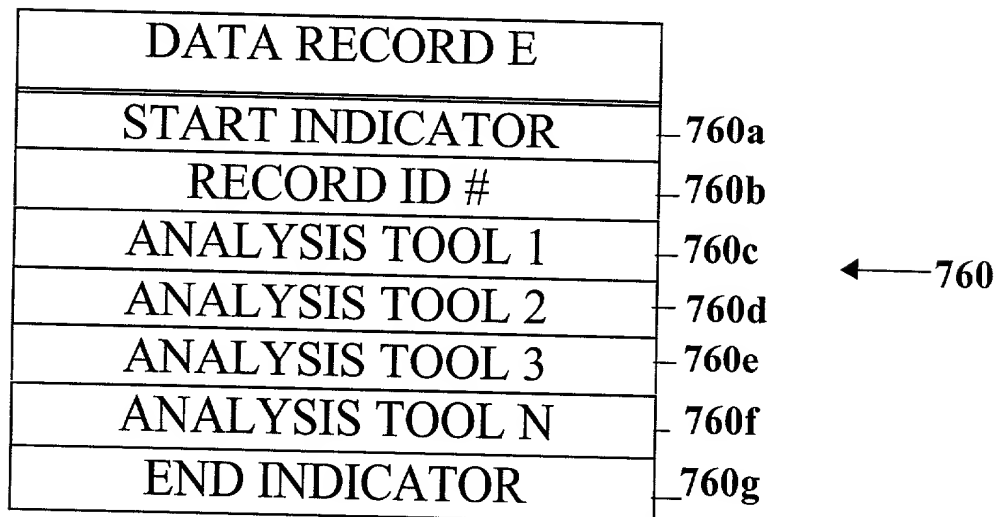 DATA RECORD E
START INDICATOR 760a
RECORD ID # 760b
ANALYSIS TOOL 1 760c
760
ANALYSIS TOOL 2 760d
ANALYSIS TOOL 3 760e
ANALYSIS TOOL N 760f
END INDICATOR 760g